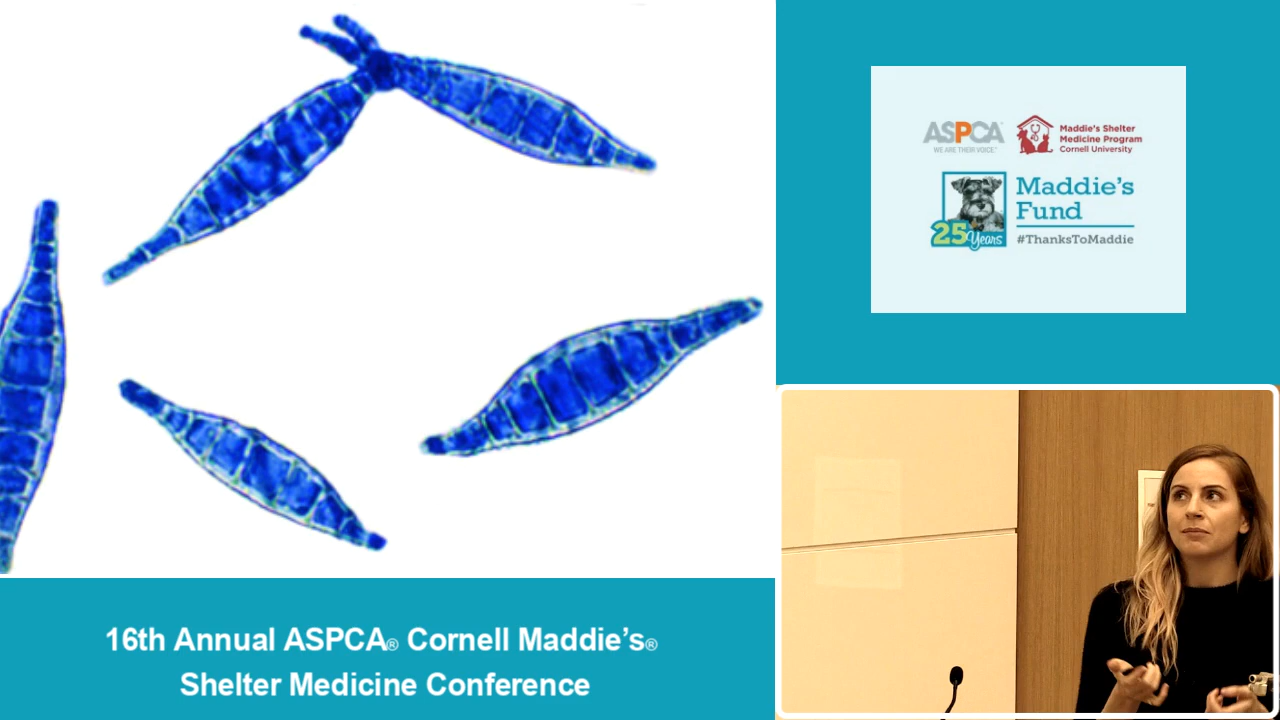 ASPCA
WE ARE THEIR VOICE.
Maddie's Shelter
Medicine Program
Cornell University
Maddie's
Fund
25 Years
#ThanksToMaddie
16th Annual ASPCA® Cornell Maddie's®
Shelter Medicine Conference